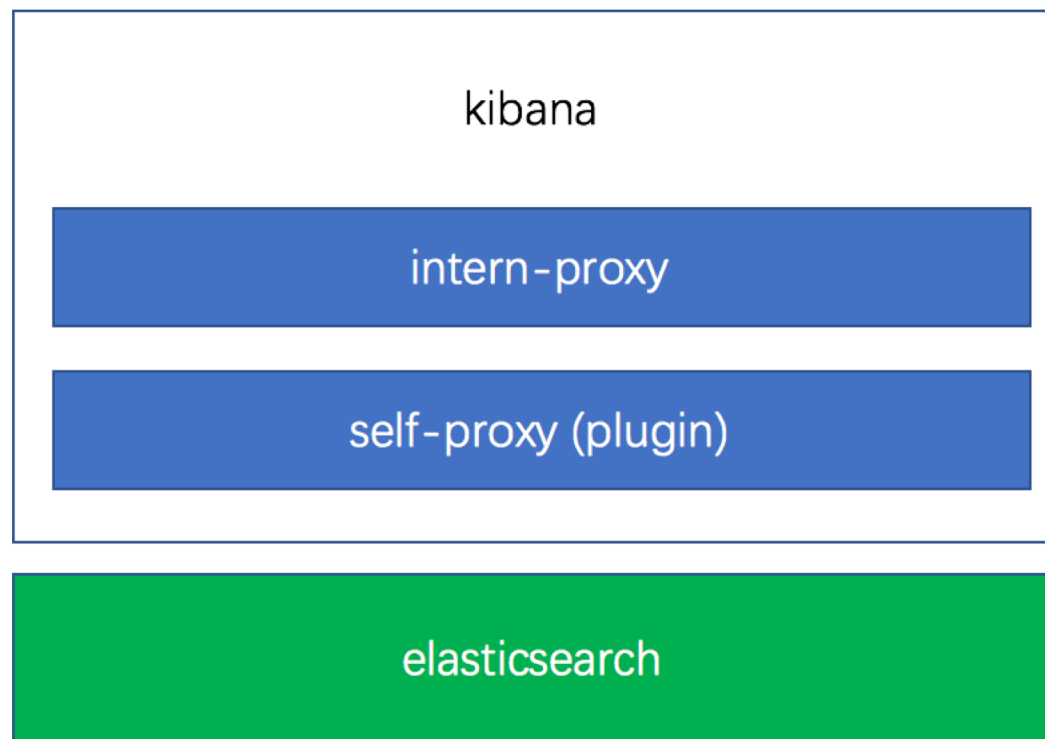 kibana
intern-proxy
self-proxy (plugin)
elasticsearch